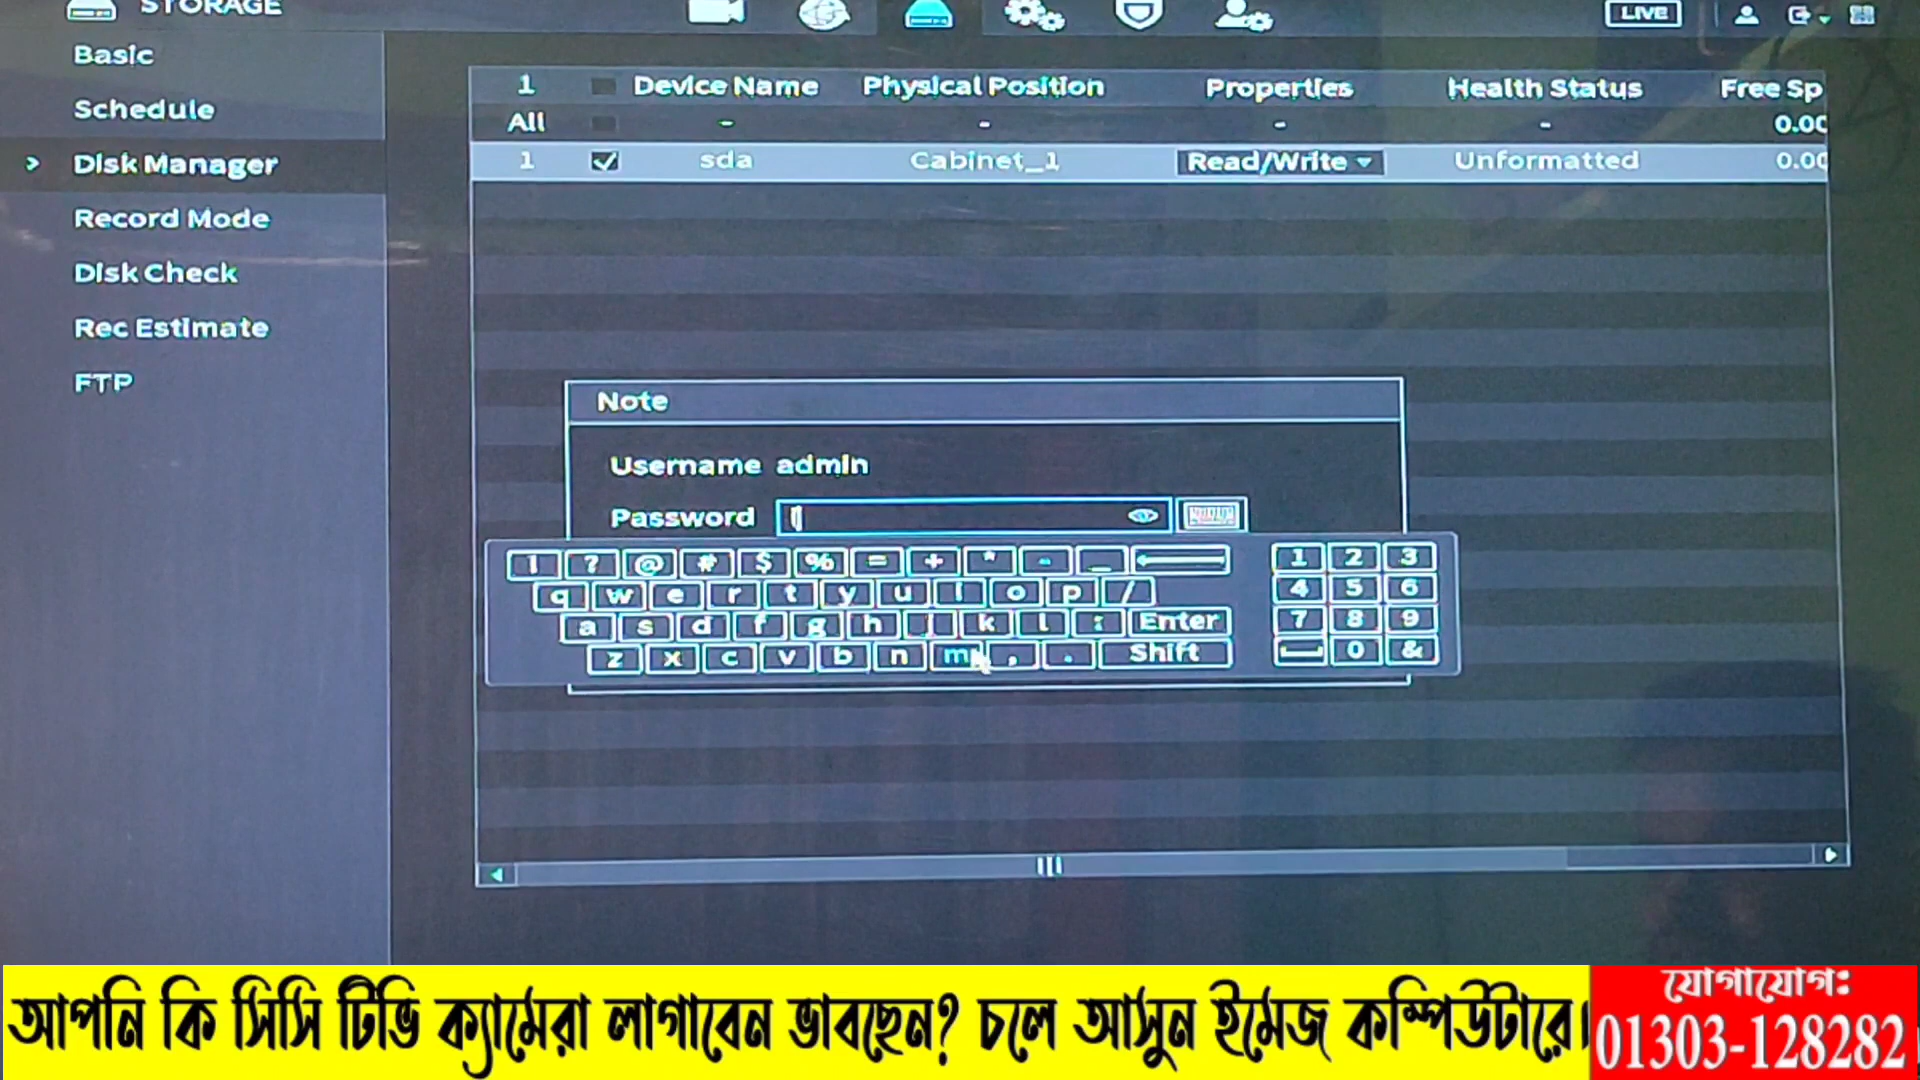 STORAGE
LIVE
Basic
Schedule
> Disk Manager
Record Mode
Disk Check
Rec Estimate
FTP
1 Device Name Physical Position Properties Health Status Free Sp
All - - - - 0.00
1 sda Cabinet_1 Read/Write Unformatted 0.00
Note
Username admin
Password
! ? @ # $ % = + * - _ 1 2 3
q w e r t y u i o p / 4 5 6
a s d f g h j k l : Enter 7 8 9
z x c v b n m , . Shift 0 &
আপনি কি সিসি টিভি ক্যামেরা লাগাবেন ভাবছেন? চলে আসুন ইমেজ কম্পিউটারে।
যোগাযোগ:
01303-128282